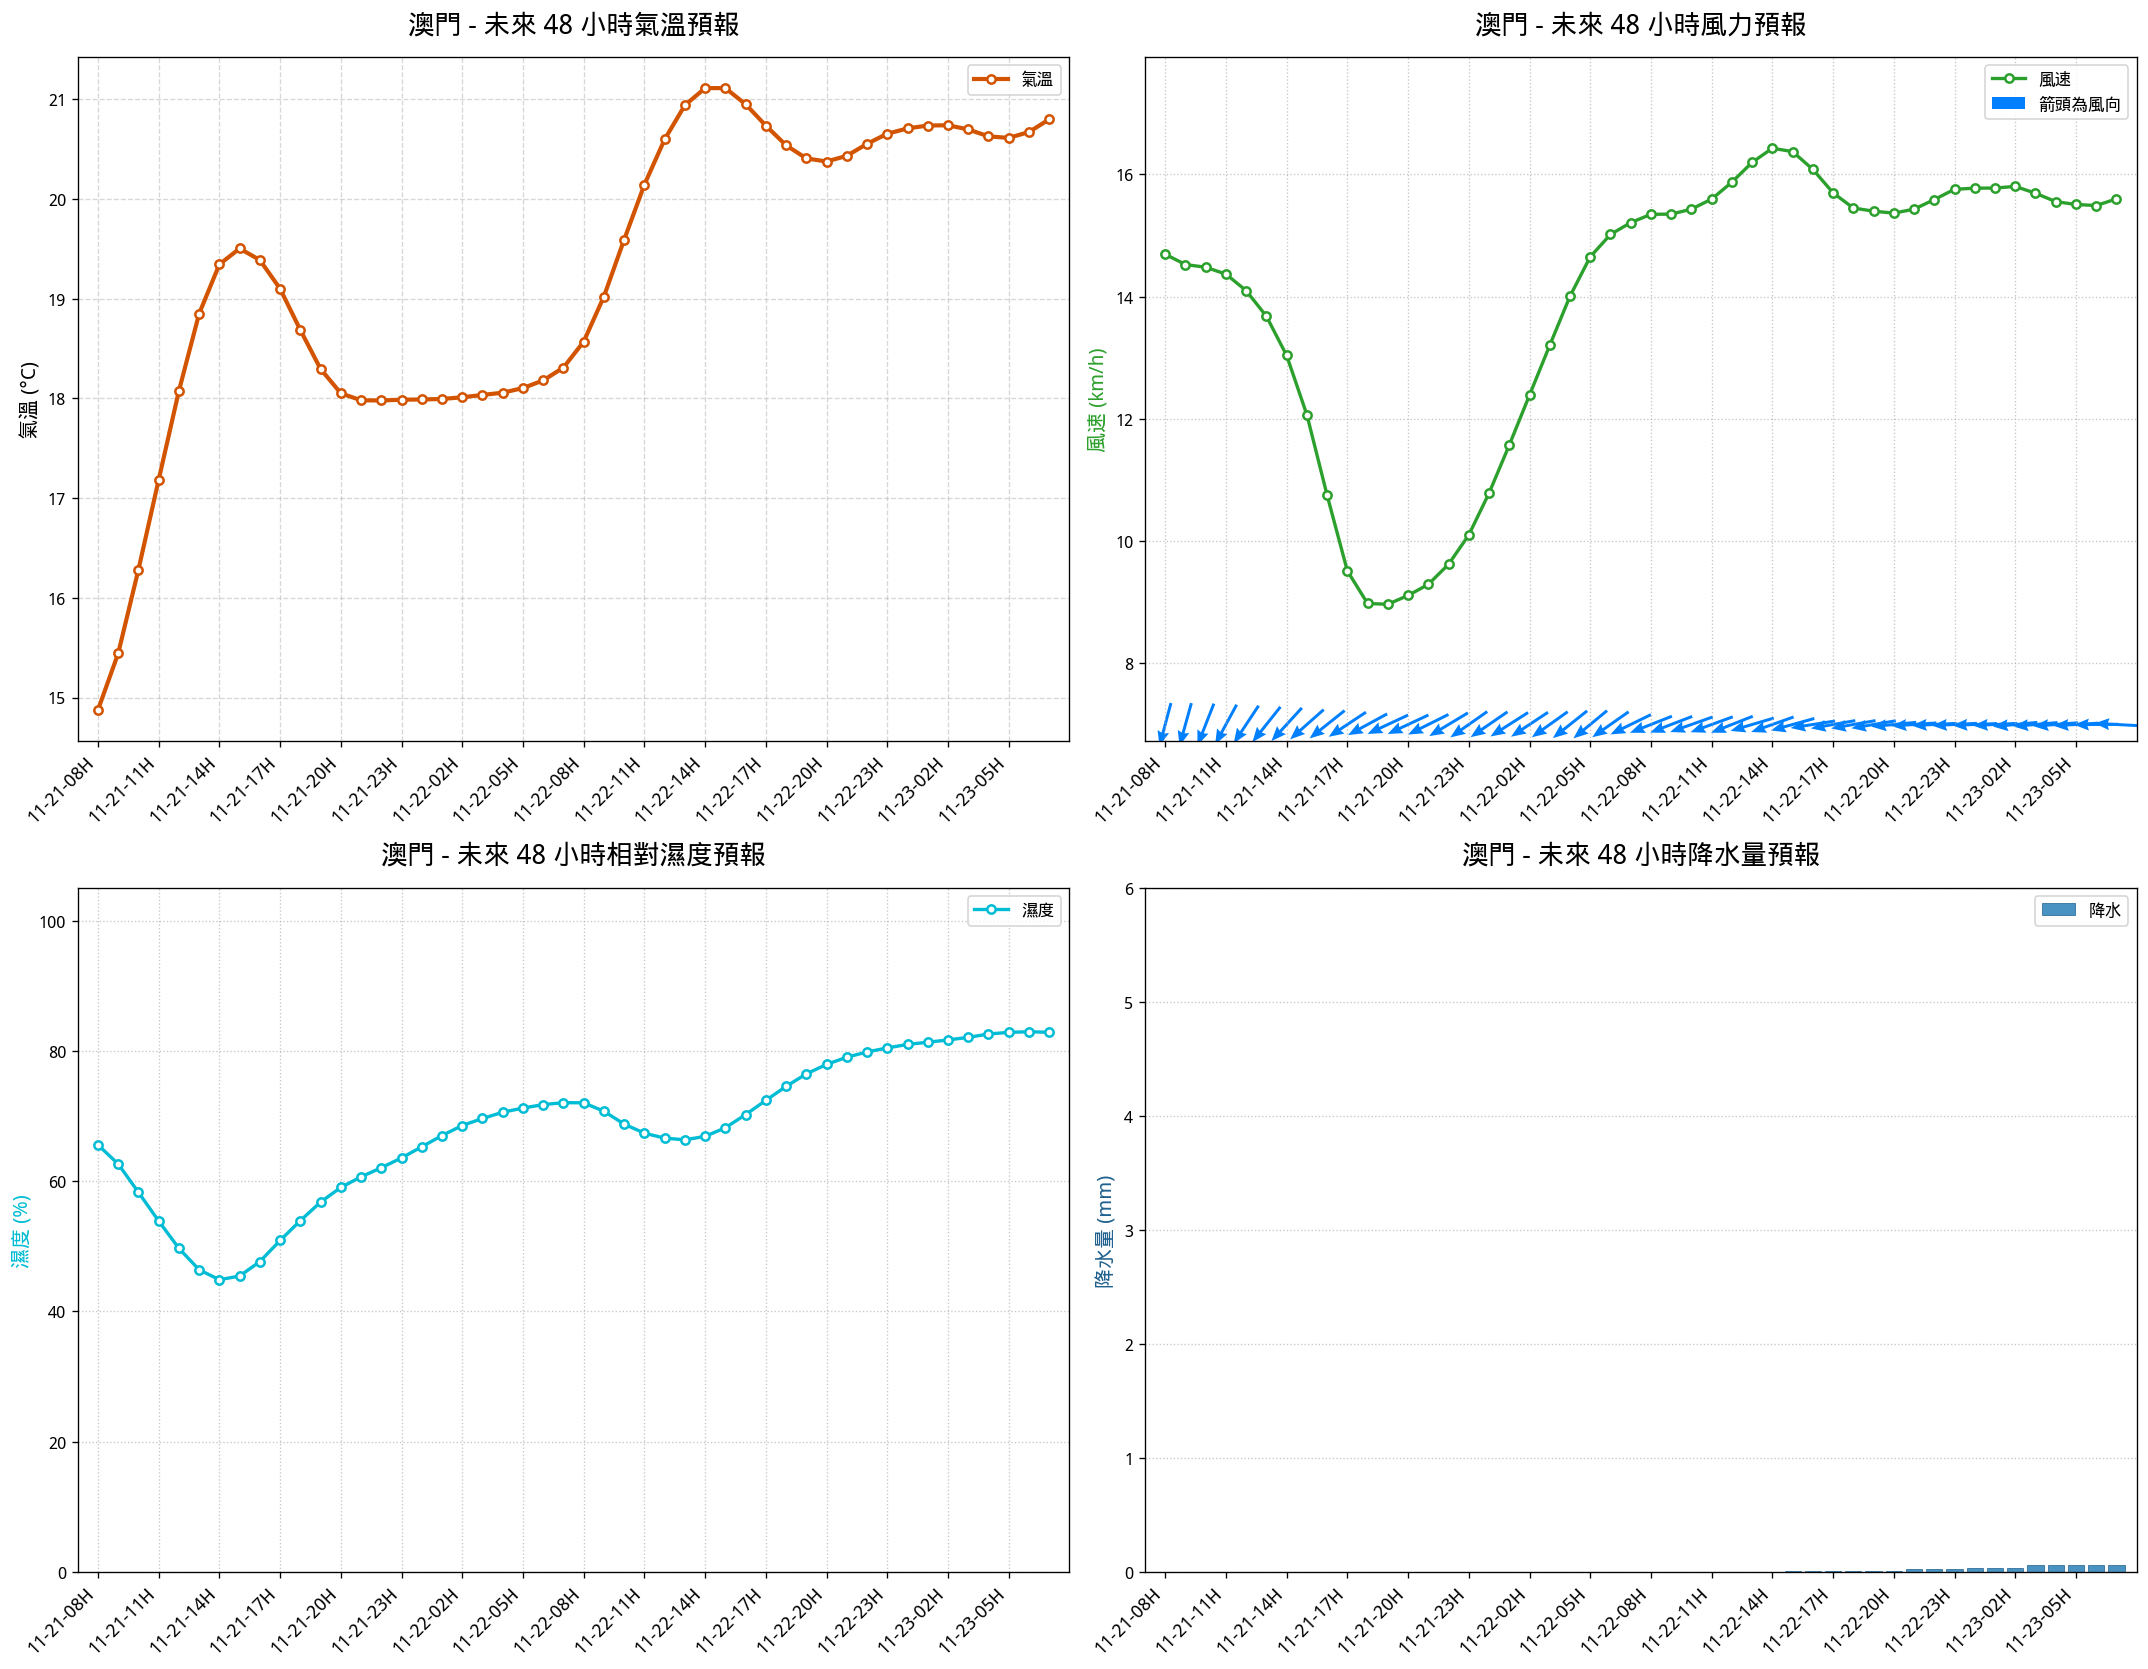 澳門 - 未來 48 小時氣溫預報
氣溫
氣溫 (°C)
21
20
19
18
17
16
15
11-21-08H
11-21-11H
11-21-14H
11-21-17H
11-21-20H
11-21-23H
11-22-02H
11-22-05H
11-22-08H
11-22-11H
11-22-14H
11-22-17H
11-22-20H
11-22-23H
11-23-02H
11-23-05H
澳門 - 未來 48 小時風力預報
風速
箭頭為風向
風速 (km/h)
16
14
12
10
8
11-21-08H
11-21-11H
11-21-14H
11-21-17H
11-21-20H
11-21-23H
11-22-02H
11-22-05H
11-22-08H
11-22-11H
11-22-14H
11-22-17H
11-22-20H
11-22-23H
11-23-02H
11-23-05H
澳門 - 未來 48 小時相對濕度預報
濕度
濕度 (%)
100
80
60
40
20
0
11-21-08H
11-21-11H
11-21-14H
11-21-17H
11-21-20H
11-21-23H
11-22-02H
11-22-05H
11-22-08H
11-22-11H
11-22-14H
11-22-17H
11-22-20H
11-22-23H
11-23-02H
11-23-05H
澳門 - 未來 48 小時降水量預報
降水
降水量 (mm)
6
5
4
3
2
1
0
11-21-08H
11-21-11H
11-21-14H
11-21-17H
11-21-20H
11-21-23H
11-22-02H
11-22-05H
11-22-08H
11-22-11H
11-22-14H
11-22-17H
11-22-20H
11-22-23H
11-23-02H
11-23-05H